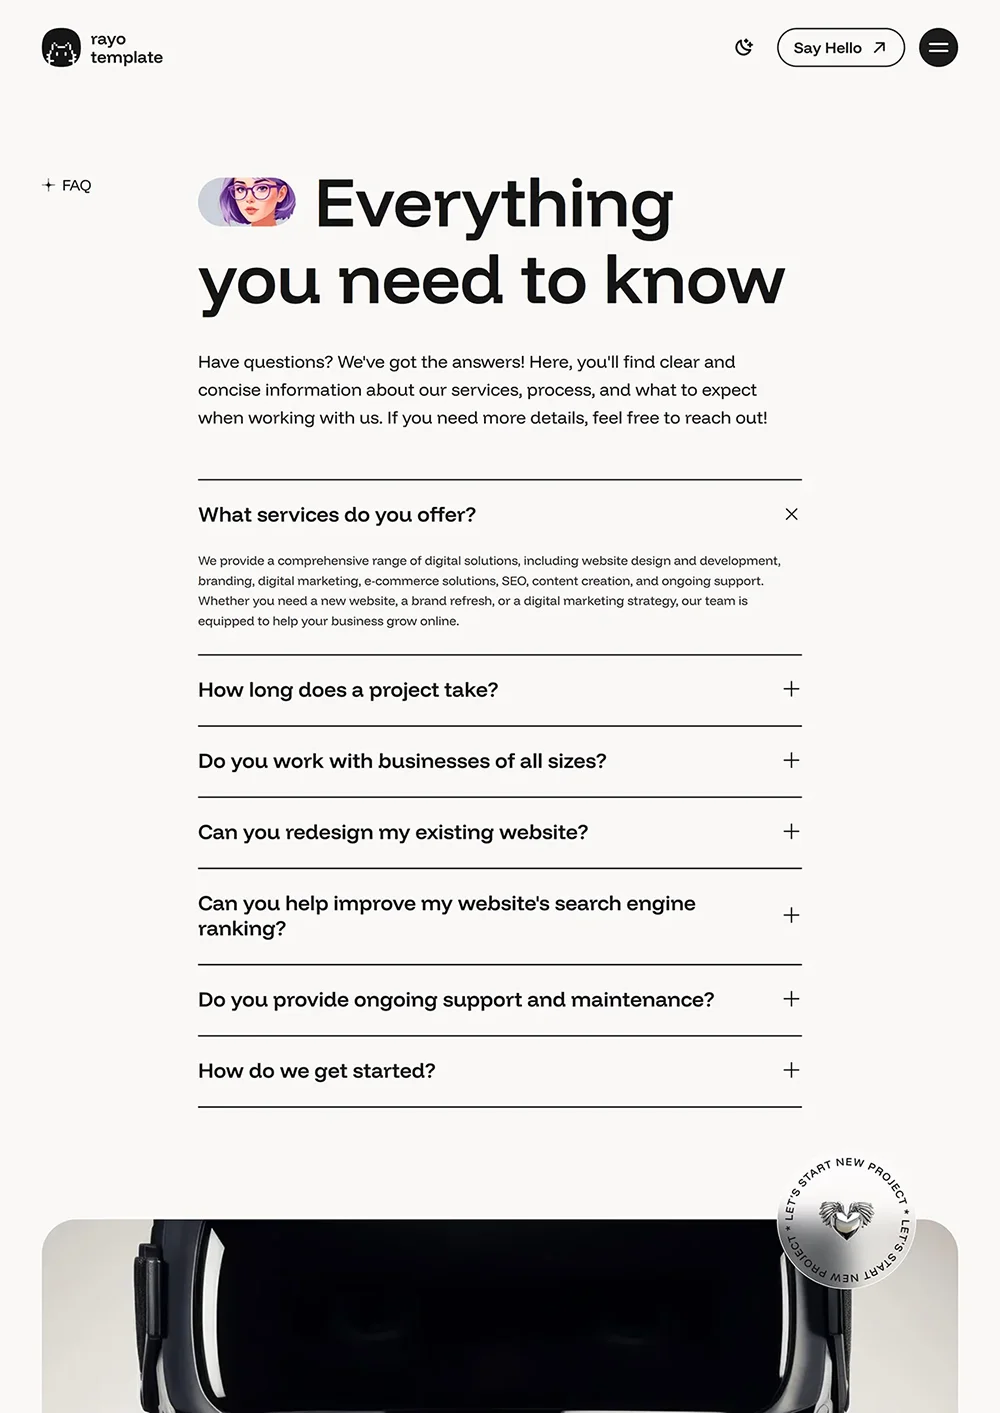 rayo
template
Say Hello
FAQ
Everything
you need to know
Have questions? We've got the answers! Here, you'll find clear and
concise information about our services, process, and what to expect
when working with us. If you need more details, feel free to reach out!
What services do you offer?
We provide a comprehensive range of digital solutions, including website design and development,
branding, digital marketing, e-commerce solutions, SEO, content creation, and ongoing support.
Whether you need a new website, a brand refresh, or a digital marketing strategy, our team is
equipped to help your business grow online.
How long does a project take?
Do you work with businesses of all sizes?
Can you redesign my existing website?
Can you help improve my website's search engine
ranking?
Do you provide ongoing support and maintenance?
How do we get started?
LET'S START NEW PROJECT * LET'S START NEW PROJECT *